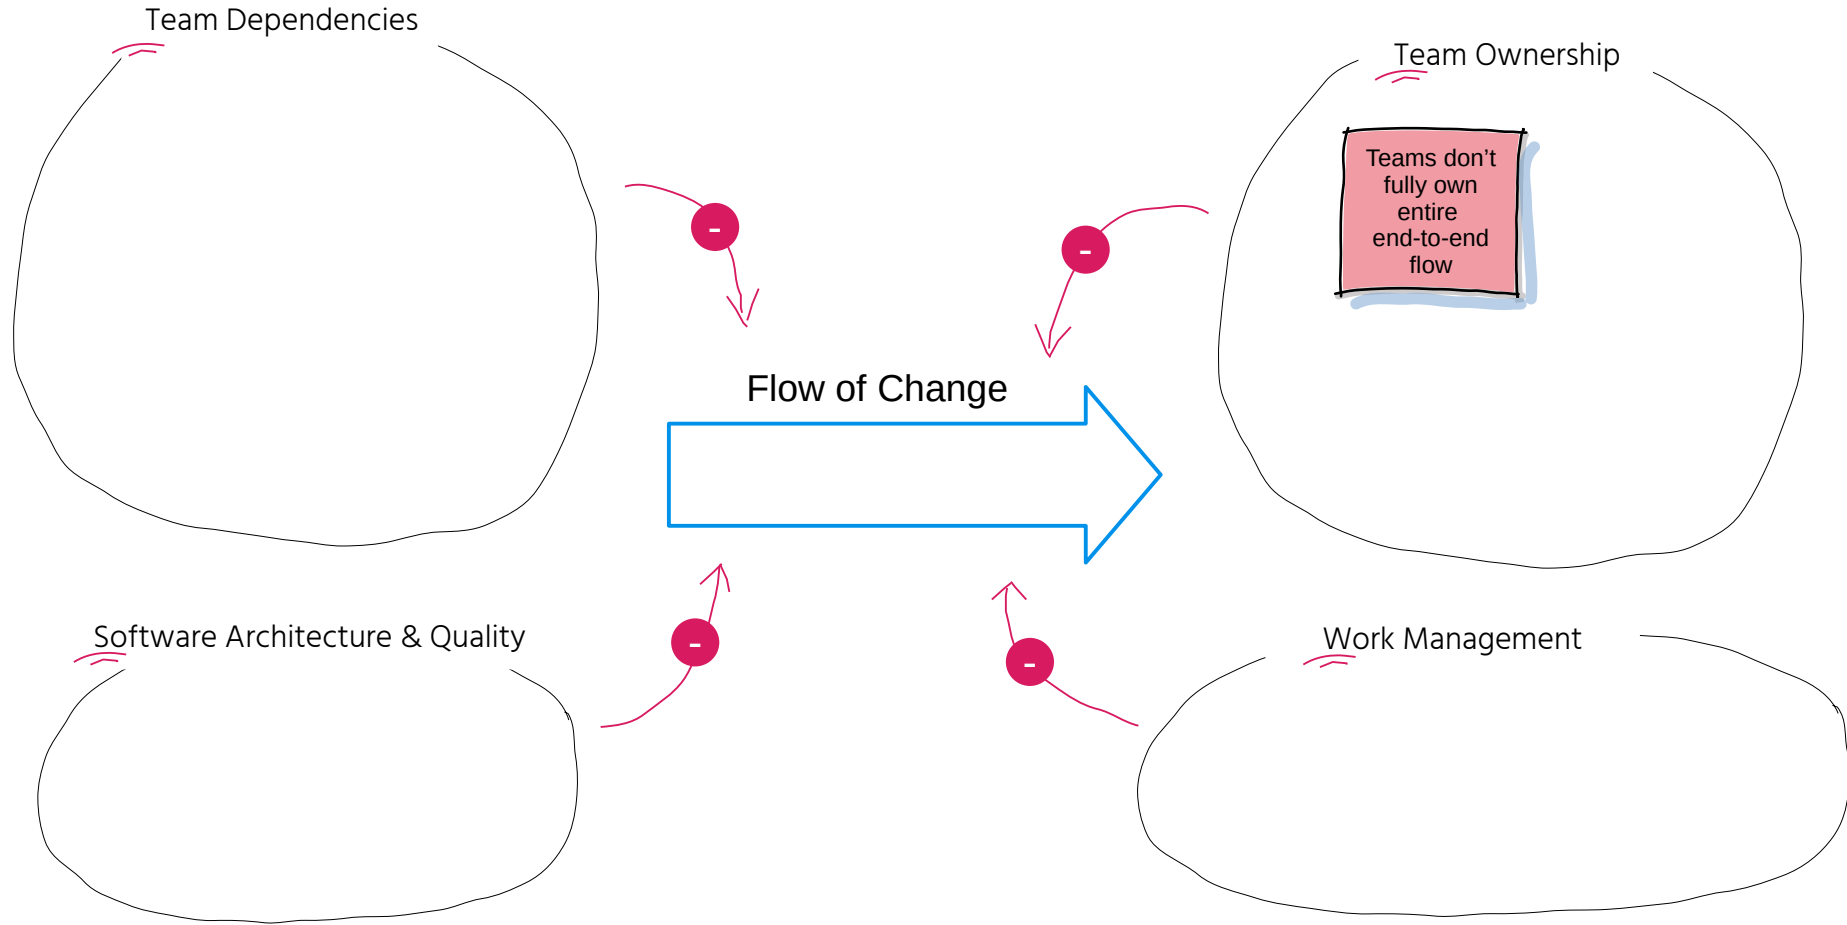 Team Dependencies
Team Ownership
Teams don’t
fully own
entire
end-to-end
flow
-
-
Flow of Change
Software Architecture & Quality
-
-
Work Management